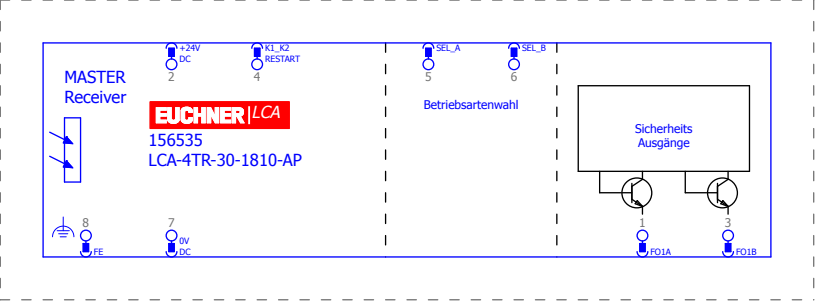 +24V
DC
K1_K2
RESTART
SEL_A
SEL_B
2
4
5
6
MASTER
Receiver
EUCHNER LCA
156535
LCA-4TR-30-1810-AP
Betriebsartenwahl
Sicherheits
Ausgänge
8
7
1
3
FE
0V
DC
FO1A
FO1B